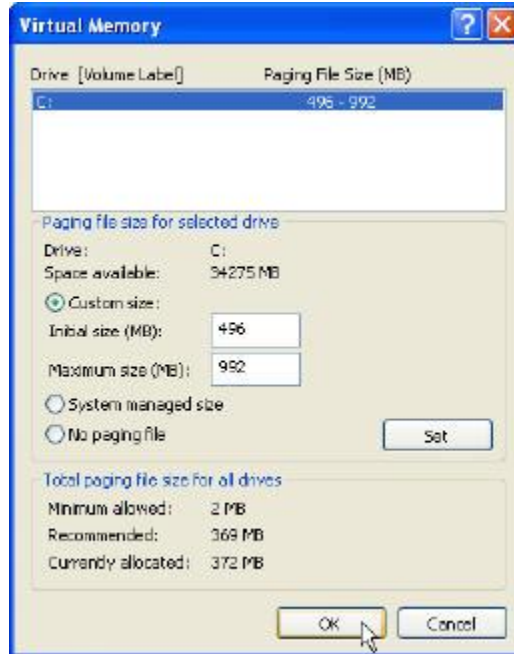 Virtual Memory
Drive [Volume Label] Paging File Size (MB)
C: 496 - 992
Paging file size for selected drive
Drive: C:
Space available: 34275 MB
Custom size:
Initial size (MB): 496
Maximum size (MB): 992
System managed size
No paging file
Set
Total paging file size for all drives
Minimum allowed: 2 MB
Recommended: 369 MB
Currently allocated: 372 MB
OK Cancel